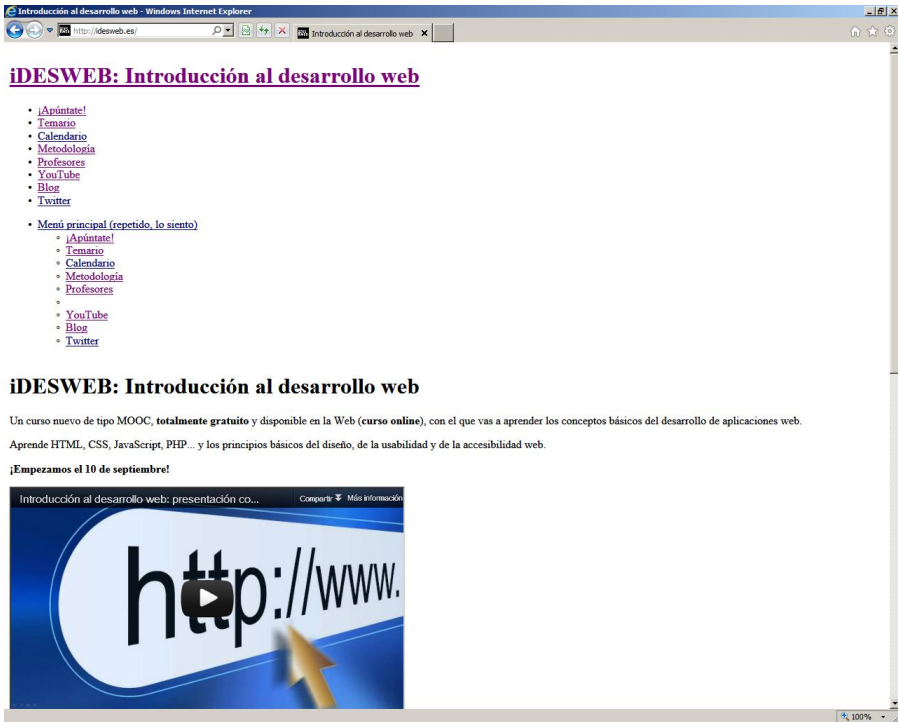 Introducción al desarrollo web - Windows Internet Explorer
http://idesweb.es/
Introducción al desarrollo web
iDESWEB: Introducción al desarrollo web
¡Apúntate!
Temario
Calendario
Metodología
Profesores
YouTube
Blog
Twitter
Menú principal (repetido, lo siento)
¡Apúntate!
Temario
Calendario
Metodología
Profesores
YouTube
Blog
Twitter
iDESWEB: Introducción al desarrollo web
Un curso nuevo de tipo MOOC, totalmente gratuito y disponible en la Web (curso online), con el que vas a aprender los conceptos básicos del desarrollo de aplicaciones web.
Aprende HTML, CSS, JavaScript, PHP... y los principios básicos del diseño, de la usabilidad y de la accesibilidad web.
¡Empezamos el 10 de septiembre!
Introducción al desarrollo web: presentación co... Compartir Más información
http://www.
100%